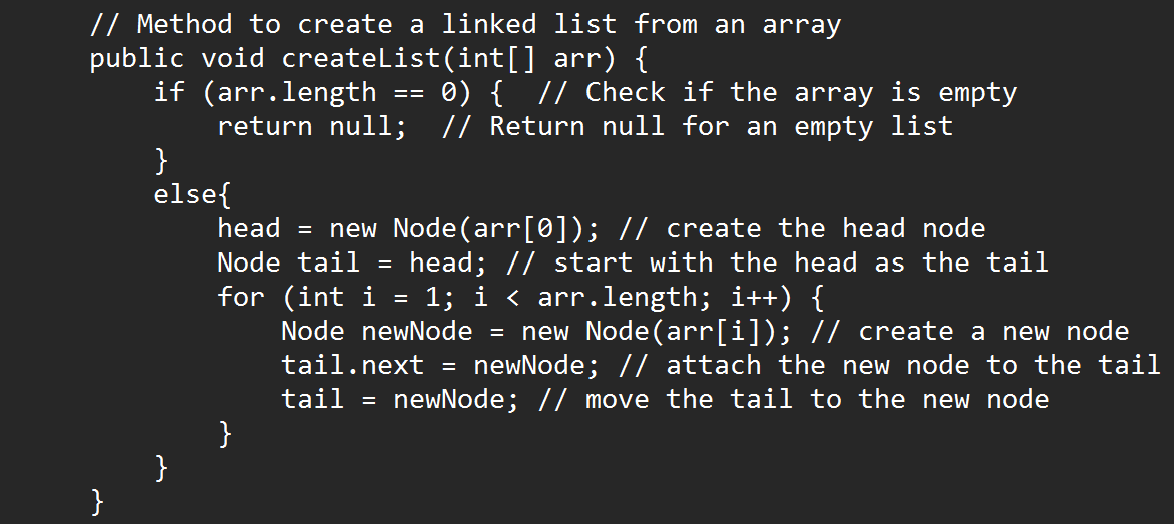 // Method to create a linked list from an array
public void createList(int[] arr) {
if (arr.length == 0) {  // Check if the array is empty
return null;  // Return null for an empty list
}
else{
head = new Node(arr[0]); // create the head node
Node tail = head; // start with the head as the tail
for (int i = 1; i < arr.length; i++) {
Node newNode = new Node(arr[i]); // create a new node
tail.next = newNode; // attach the new node to the tail
tail = newNode; // move the tail to the new node
}
}
}